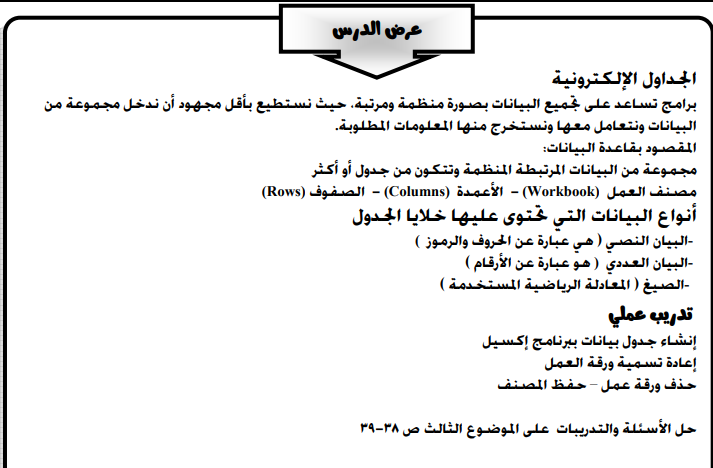 عرض الدرس
الجداول الإلكترونية
برامج تساعد على تجميع البيانات بصورة منظمة ومرتبة، حيث نستطيع بأقل مجهود أن ندخل مجموعة من
البيانات ونتعامل معها ونستخرج منها المعلومات المطلوبة.
المقصود بقاعدة البيانات:
مجموعة من البيانات المرتبطة المنظمة وتتكون من جدول أو أكثر
مصنف العمل (Workbook) – الأعمدة (Columns) – الصفوف (Rows)
أنواع البيانات التي تحتوى عليها خلايا الجدول
-البيان النصي ( هي عبارة عن الحروف والرموز )
-البيان العددي ( هو عبارة عن الأرقام )
-الصيغ ( المعادلة الرياضية المستخدمة )
تدريب عملي
إنشاء جدول بيانات ببرنامج إكسيل
إعادة تسمية ورقة العمل
حذف ورقة عمل – حفظ المصنف
حل الأسئلة والتدريبات على الموضوع الثالث ص ٣٨-٣٩